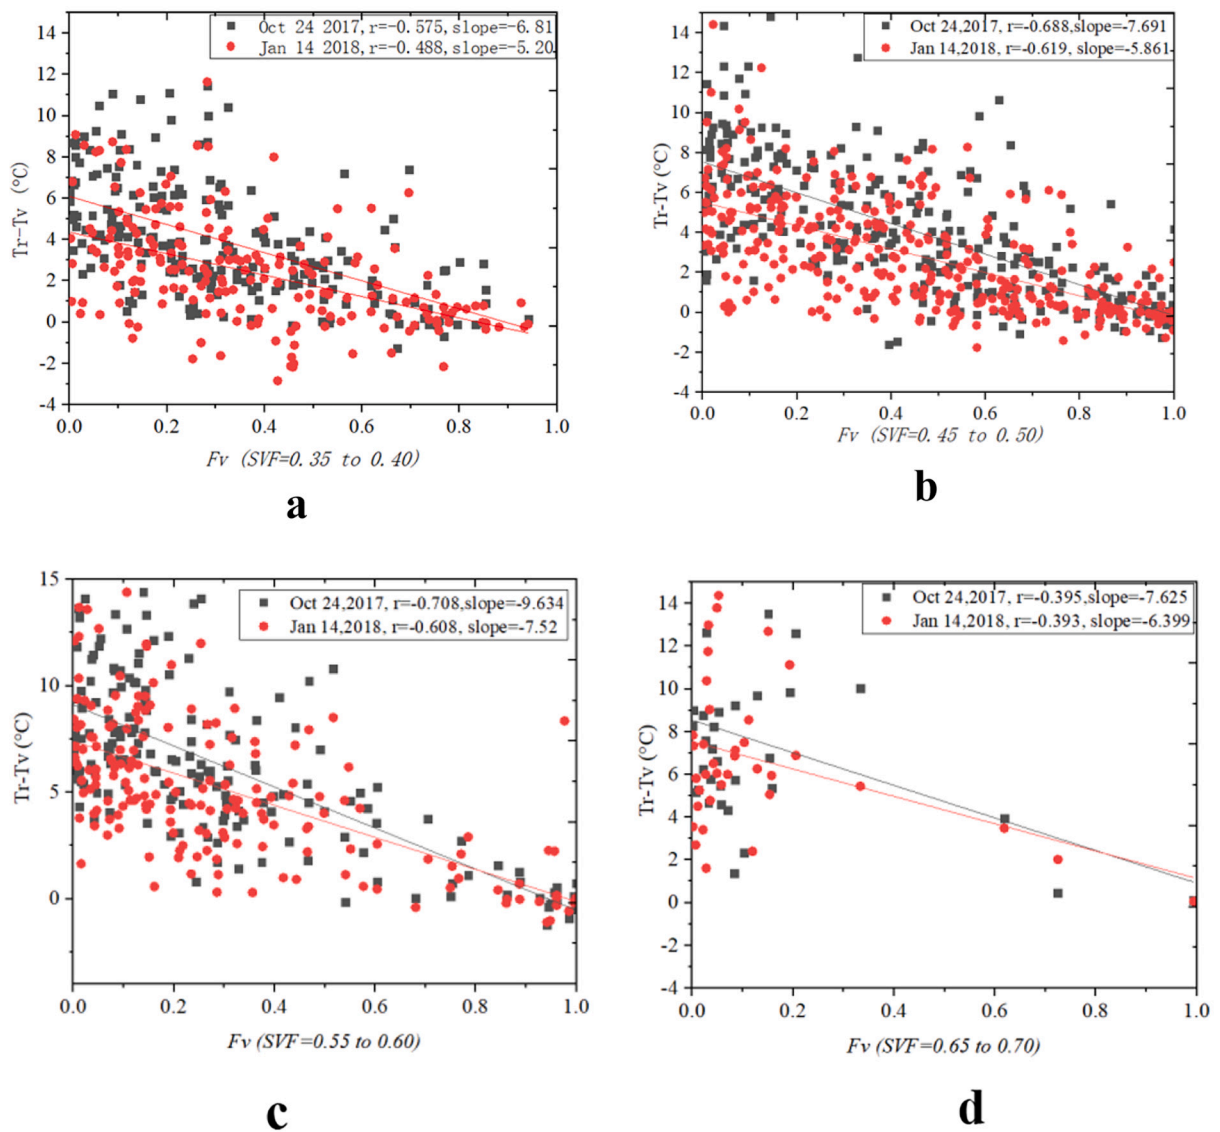 Oct 24 2017, r=-0.575, slope=-6.81
Jan 14 2018, r=-0.488, slope=-5.20
14
12
10
8
6
4
2
0
-2
-4
Tr-Tv (°C)
0.0 0.2 0.4 0.6 0.8 1.0
Fv (SVF=0.35 to 0.40)
a
Oct 24,2017, r=-0.688,slope=-7.691
Jan 14,2018, r=-0.619, slope=-5.861
14
12
10
8
6
4
2
0
-2
-4
Tr-Tv (°C)
0.0 0.2 0.4 0.6 0.8 1.0
Fv (SVF=0.45 to 0.50)
b
Oct 24,2017, r=-0.708,slope=-9.634
Jan 14,2018, r=-0.608, slope=-7.52
15
10
5
0
Tr-Tv (°C)
0.0 0.2 0.4 0.6 0.8 1.0
Fv (SVF=0.55 to 0.60)
c
Oct 24,2017, r=-0.395,slope=-7.625
Jan 14,2018, r=-0.393, slope=-6.399
14
12
10
8
6
4
2
0
-2
-4
Tr-Tv (°C)
0.0 0.2 0.4 0.6 0.8 1.0
Fv (SVF=0.65 to 0.70)
d